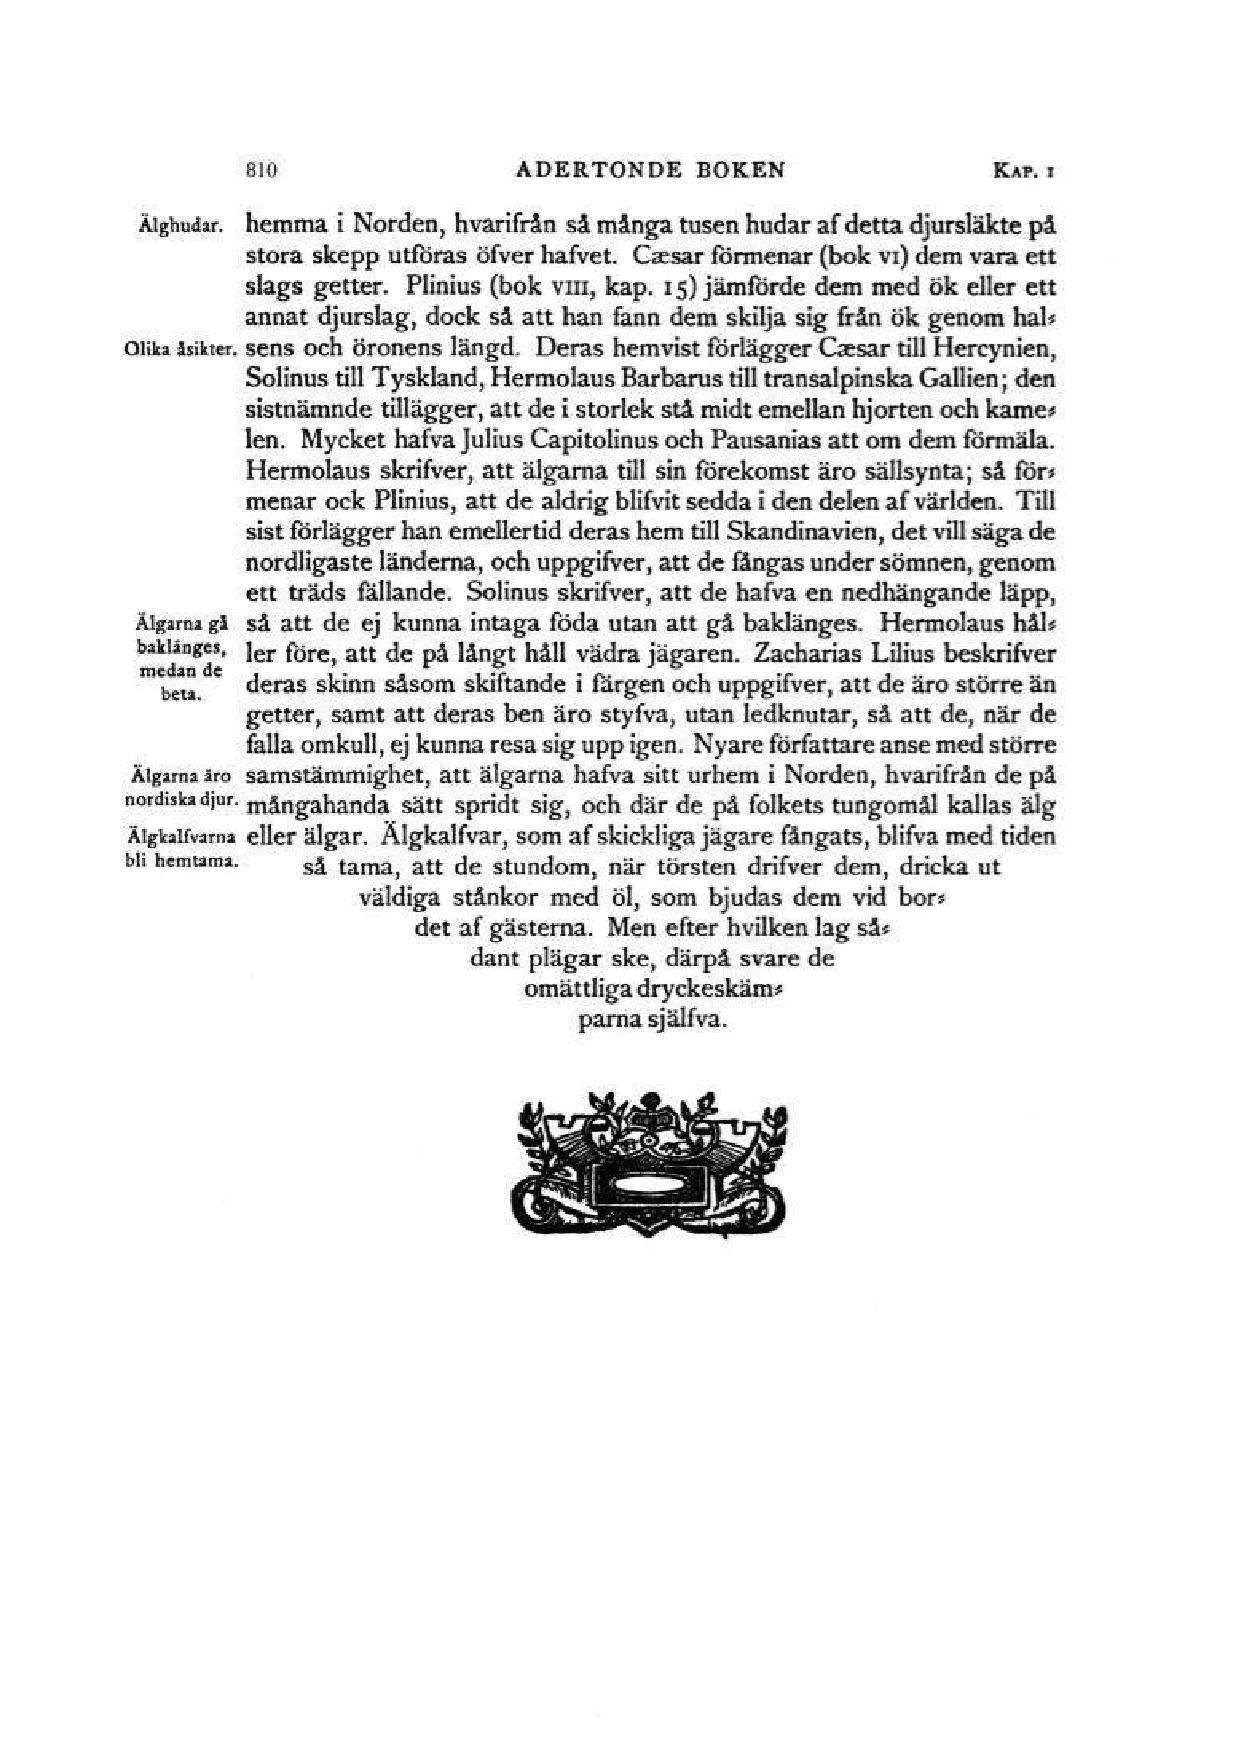 810 ADERTONDE BOKEN KAP. I
Älghudar. hemma i Norden, hvarifrån så många tusen hudar af detta djursläkte på
stora skepp utföras öfver hafvet. Cæsar förmenar (bok VI) dem vara ett
slags getter. Plinius (bok VIII, kap. 15) jämförde dem med ök eller ett
annat djurslag, dock så att han fann dem skilja sig från ök genom hal-
Olika åsikter. sens och öronens längd. Deras hemvist förlägger Cæsar till Hercynien,
Solinus till Tyskland, Hermolaus Barbarus till transalpinska Gallien; den
sistnämnde tillägger, att de i storlek stå midt emellan hjorten och kame-
len. Mycket hafva Julius Capitolinus och Pausanias att om dem förmäla.
Hermolaus skrifver, att älgarna till sin förekomst äro sällsynta; så för-
menar ock Plinius, att de aldrig blifvit sedda i den delen af världen. Till
sist förlägger han emellertid deras hem till Skandinavien, det vill säga de
nordligaste länderna, och uppgifver, att de fångas under sömnen, genom
ett träds fällande. Solinus skrifver, att de hafva en nedhängande läpp,
Älgarna gå så att de ej kunna intaga föda utan att gå baklänges. Hermolaus hål-
baklänges, ler före, att de på långt håll vädra jägaren. Zacharias Lilius beskrifver
medan de
beta. deras skinn såsom skiftande i färgen och uppgifver, att de äro större än
getter, samt att deras ben äro styfva, utan ledknutar, så att de, när de
falla omkull, ej kunna resa sig upp igen. Nyare författare anse med större
Älgarna äro samstämmighet, att älgarna hafva sitt urhem i Norden, hvarifrån de på
nordiska djur. mångahanda sätt spridt sig, och där de på folkets tungomål kallas älg
Älgkalfvarna eller älgar. Älgkalfvar, som af skickliga jägare fångats, blifva med tiden
bli hemtama. så tama, att de stundom, när törsten drifver dem, dricka ut
väldiga stånkor med öl, som bjudas dem vid bor-
det af gästerna. Men efter hvilken lag så-
dant plägar ske, därpå svare de
omättliga dryckeskäm-
parna själfva.